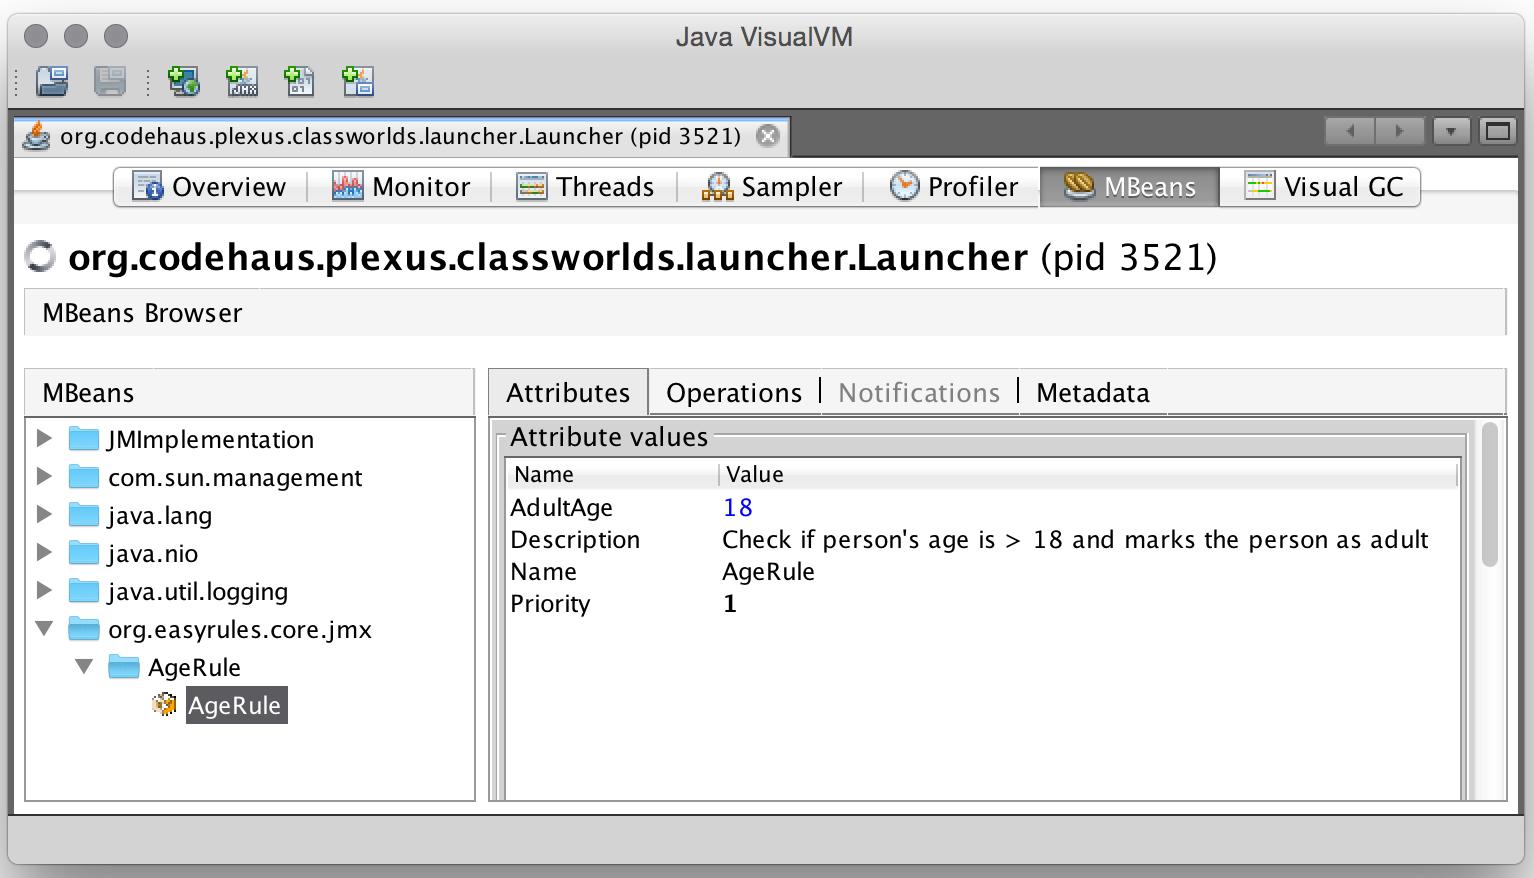 Java VisualVM
JMX
org.codehaus.plexus.classworlds.launcher.Launcher (pid 3521)
Overview
Monitor
Threads
Sampler
Profiler
MBeans
Visual GC
org.codehaus.plexus.classworlds.launcher.Launcher (pid 3521)
MBeans Browser
MBeans
Attributes
Operations
Notifications
Metadata
JMImplementation
com.sun.management
java.lang
java.nio
java.util.logging
org.easyrules.core.jmx
AgeRule
AgeRule
Attribute values
Name Value
AdultAge 18
Description Check if person's age is > 18 and marks the person as adult
Name AgeRule
Priority 1